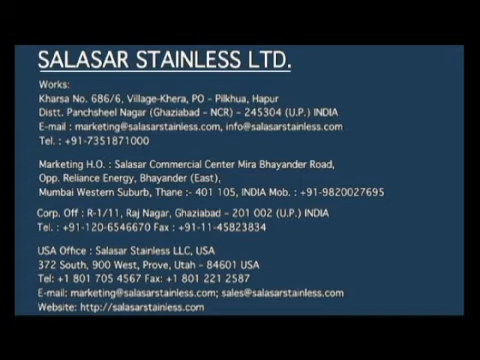 SALASAR STAINLESS LTD.
Works:
Kharsa No. 686/6, Village-Khera, PO - Pilkhua, Hapur
Distt. Panchsheel Nagar (Ghaziabad - NCR) - 245304 (U.P.) INDIA
E-mail : marketing@salasarstainless.com, info@salasarstainless.com
Tel. : +91-7351871000
Marketing H.O. : Salasar Commercial Center Mira Bhayander Road,
Opp. Reliance Energy, Bhayander (East),
Mumbai Western Suburb, Thane :- 401 105, INDIA Mob. : +91-9820027695
Corp. Off : R-1/11, Raj Nagar, Ghaziabad - 201 002 (U.P.) INDIA
Tel. : +91-120-6546670 Fax : +91-11-45823834
USA Office : Salasar Stainless LLC, USA
372 South, 900 West, Prove, Utah - 84601 USA
Tel: +1 801 705 4567 Fax: +1 801 221 2587
E-mail: marketing@salasarstainless.com; sales@salasarstainless.com
Website: http://salasarstainless.com